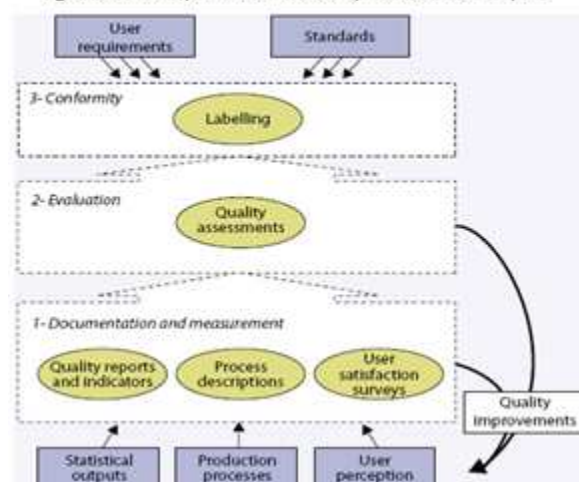 User
requirements
Standards
3- Conformity
Labelling
2- Evaluation
Quality
assessments
1- Documentation and measurement
Quality reports
and indicators
Process
descriptions
User
satisfaction
surveys
Quality
improvements
Statistical
outputs
Production
processes
User
perception